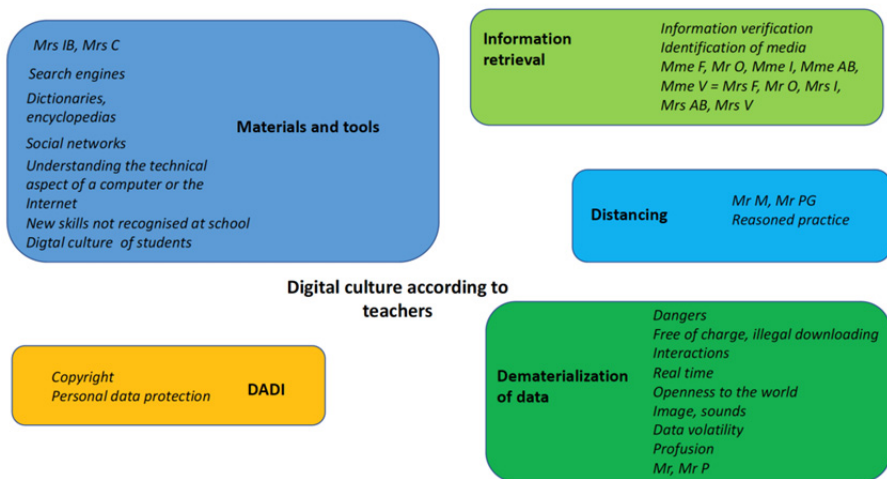 Mrs IB, Mrs C
Search engines
Dictionaries,
encyclopedias
Social networks
Understanding the technical
aspect of a computer or the
Internet
New skills not recognised at school
Digtal culture of students
Materials and tools
Information
retrieval
Information verification
Identification of media
Mme F, Mr O, Mme I, Mme AB,
Mme V = Mrs F, Mr O, Mrs I,
Mrs AB, Mrs V
Distancing
Mr M, Mr PG
Reasoned practice
Digital culture according to
teachers
Copyright
Personal data protection
DADI
Dematerialization
of data
Dangers
Free of charge, illegal downloading
Interactions
Real time
Openness to the world
Image, sounds
Data volatility
Profusion
Mr, Mr P